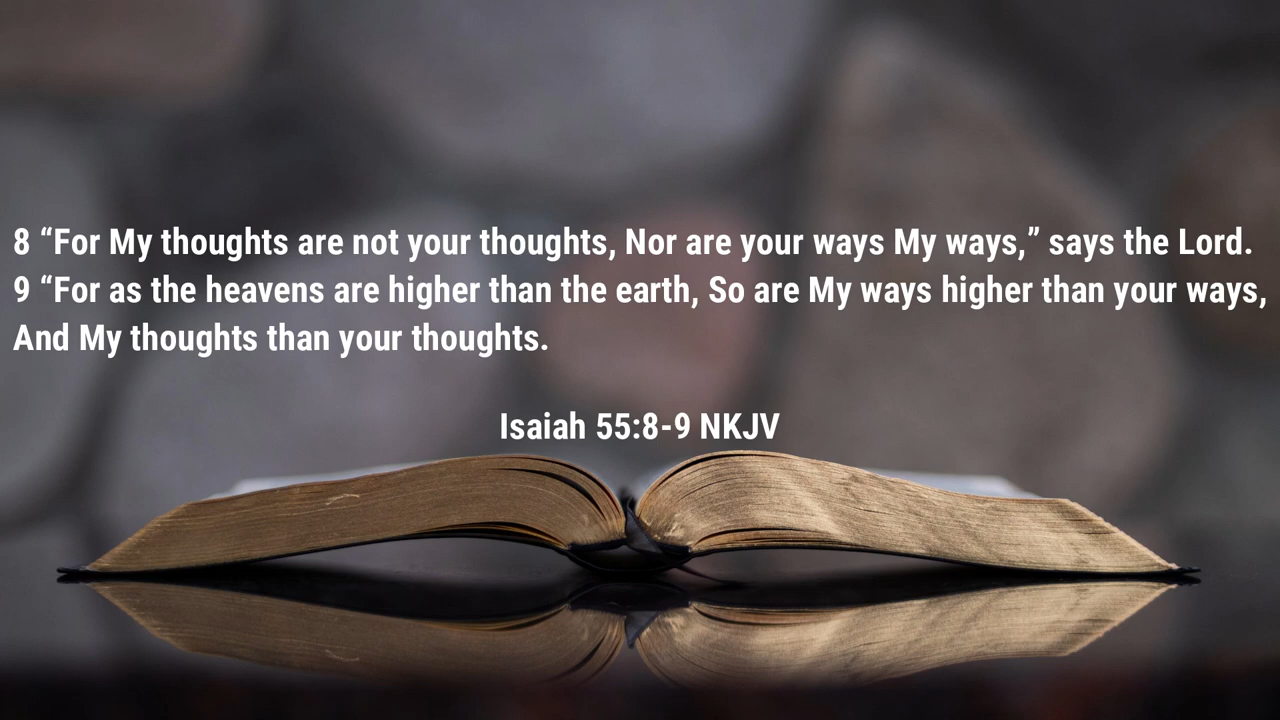 8 “For My thoughts are not your thoughts, Nor are your ways My ways,” says the Lord.
9 “For as the heavens are higher than the earth, So are My ways higher than your ways,
And My thoughts than your thoughts.
Isaiah 55:8-9 NKJV